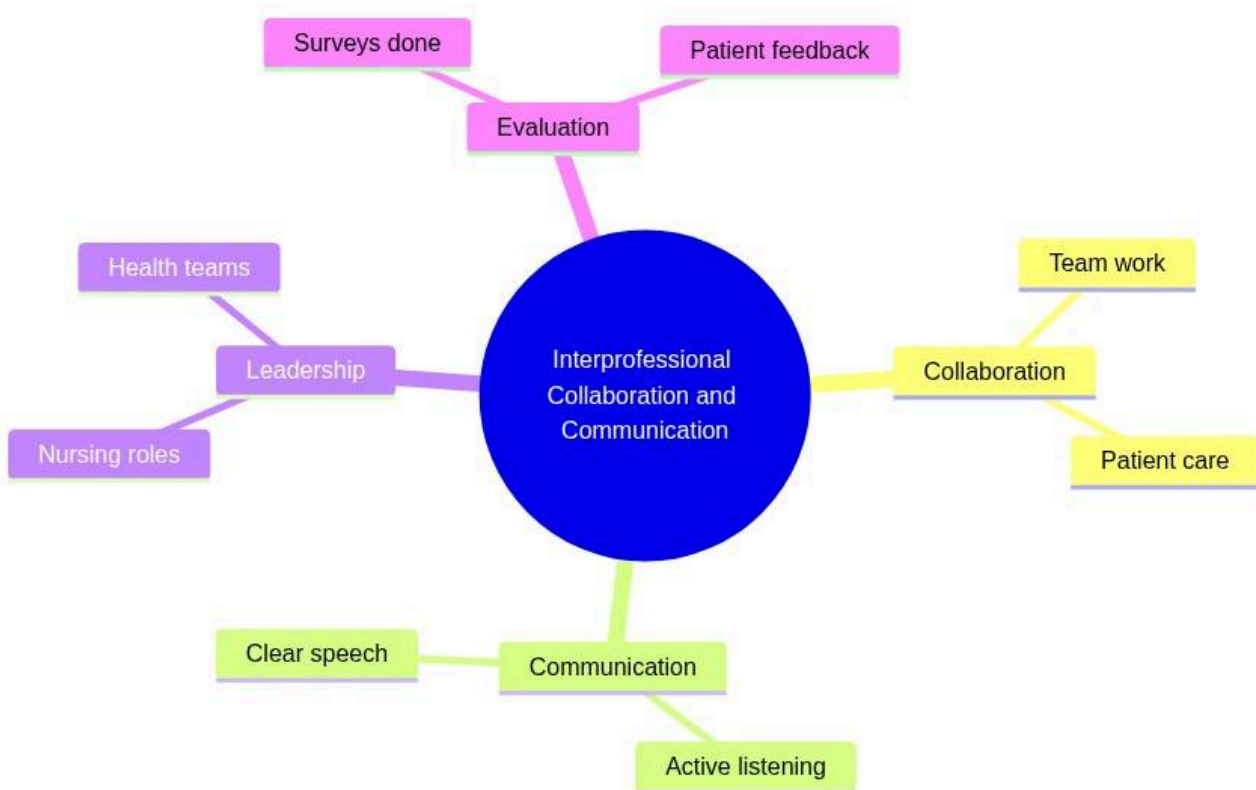 Surveys done
Patient feedback
Evaluation
Health teams
Team work
Leadership
Collaboration
Nursing roles
Patient care
Interprofessional
Collaboration and
Communication
Clear speech
Communication
Active listening